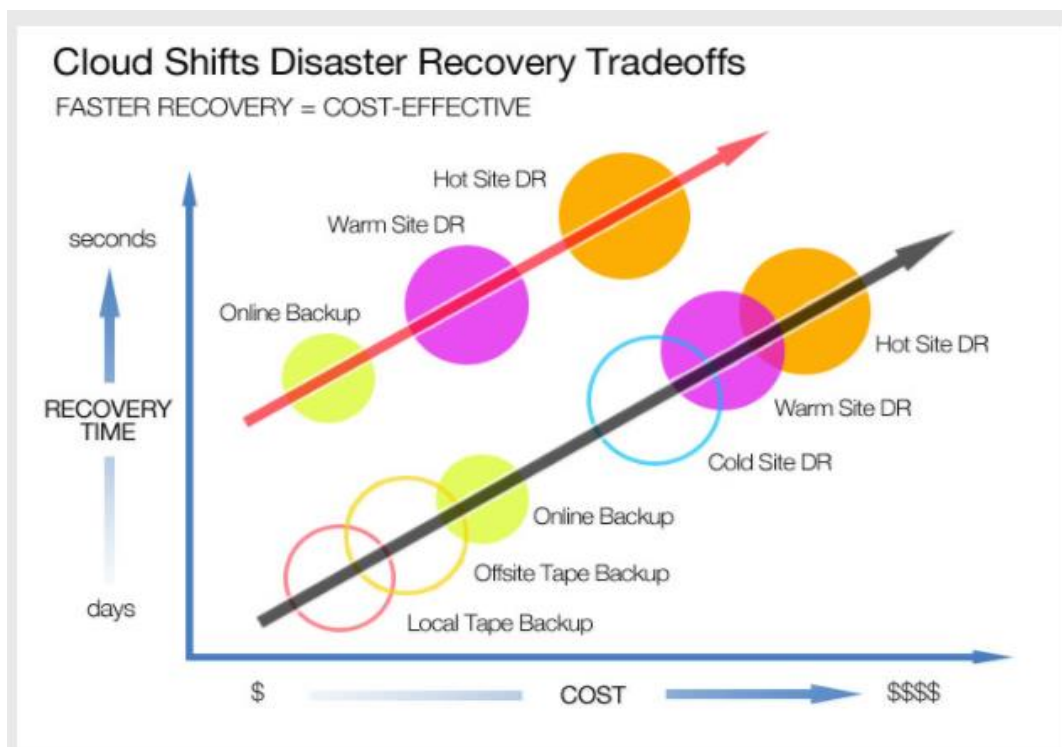 Cloud Shifts Disaster Recovery Tradeoffs
FASTER RECOVERY = COST-EFFECTIVE
Hot Site DR
Warm Site DR
seconds
Online Backup
Hot Site DR
RECOVERY
TIME
Warm Site DR
Cold Site DR
Online Backup
Offsite Tape Backup
days
Local Tape Backup
$
COST
$$$$